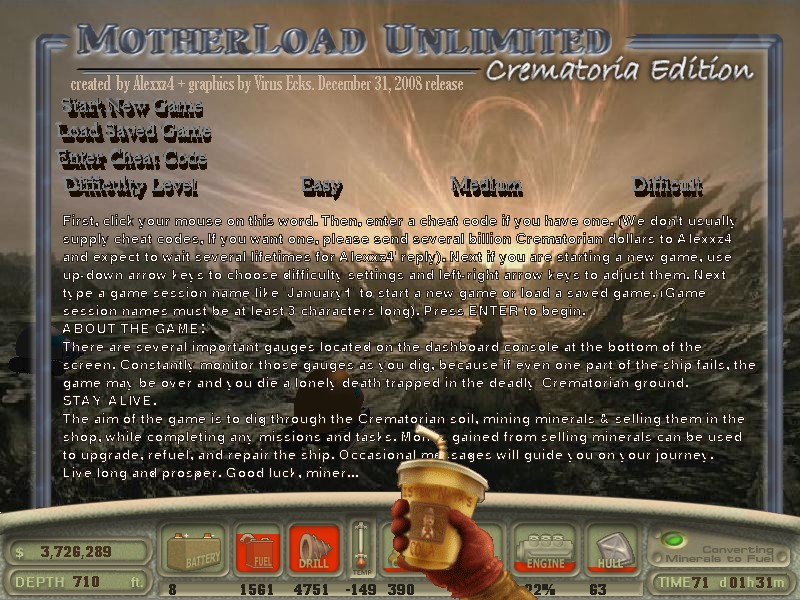 MotherLoad Unlimited
Crematoria Edition
created by Alexxz4 + graphics by Virus Ecks. December 31, 2008 release
Start New Game
Load Saved Game
Enter Cheat Code
Difficulty Level Easy Medium Difficult
First, click your mouse on this word. Then, enter a cheat code if you have one. (We don't usually
supply cheat codes. If you want one, please send several billion Crematorian dollars to Alexxz4
and expect to wait several lifetimes for Alexxz4' reply). Next if you are starting a new game, use
up-down arrow keys to choose difficulty settings and left-right arrow keys to adjust them. Next
type a game session name like 'January1' to start a new game or load a saved game. (Game
session names must be at least 3 characters long). Press ENTER to begin.
ABOUT THE GAME:
There are several important gauges located on the dashboard console at the bottom of the
screen. Constantly monitor those gauges as you dig, because if even one part of the ship fails, the
game may be over and you die a lonely death trapped in the deadly Crematorian ground.
STAY ALIVE.
The aim of the game is to dig through the Crematorian soil, mining minerals & selling them in the
shop, while completing any missions and tasks. gained from selling minerals can be used
to upgrade, refuel, and repair the ship. Occasional messages will guide you on your journey.
Live long and prosper. Good luck, miner...
$ 3,726,289
BATTERY FUEL DRILL TEMP ENGINE HULL
Converting
Minerals to Fuel
DEPTH 710 ft.
8 1561 4751 -149 390 22% 63
TIME 71 d 01h31m
COLA